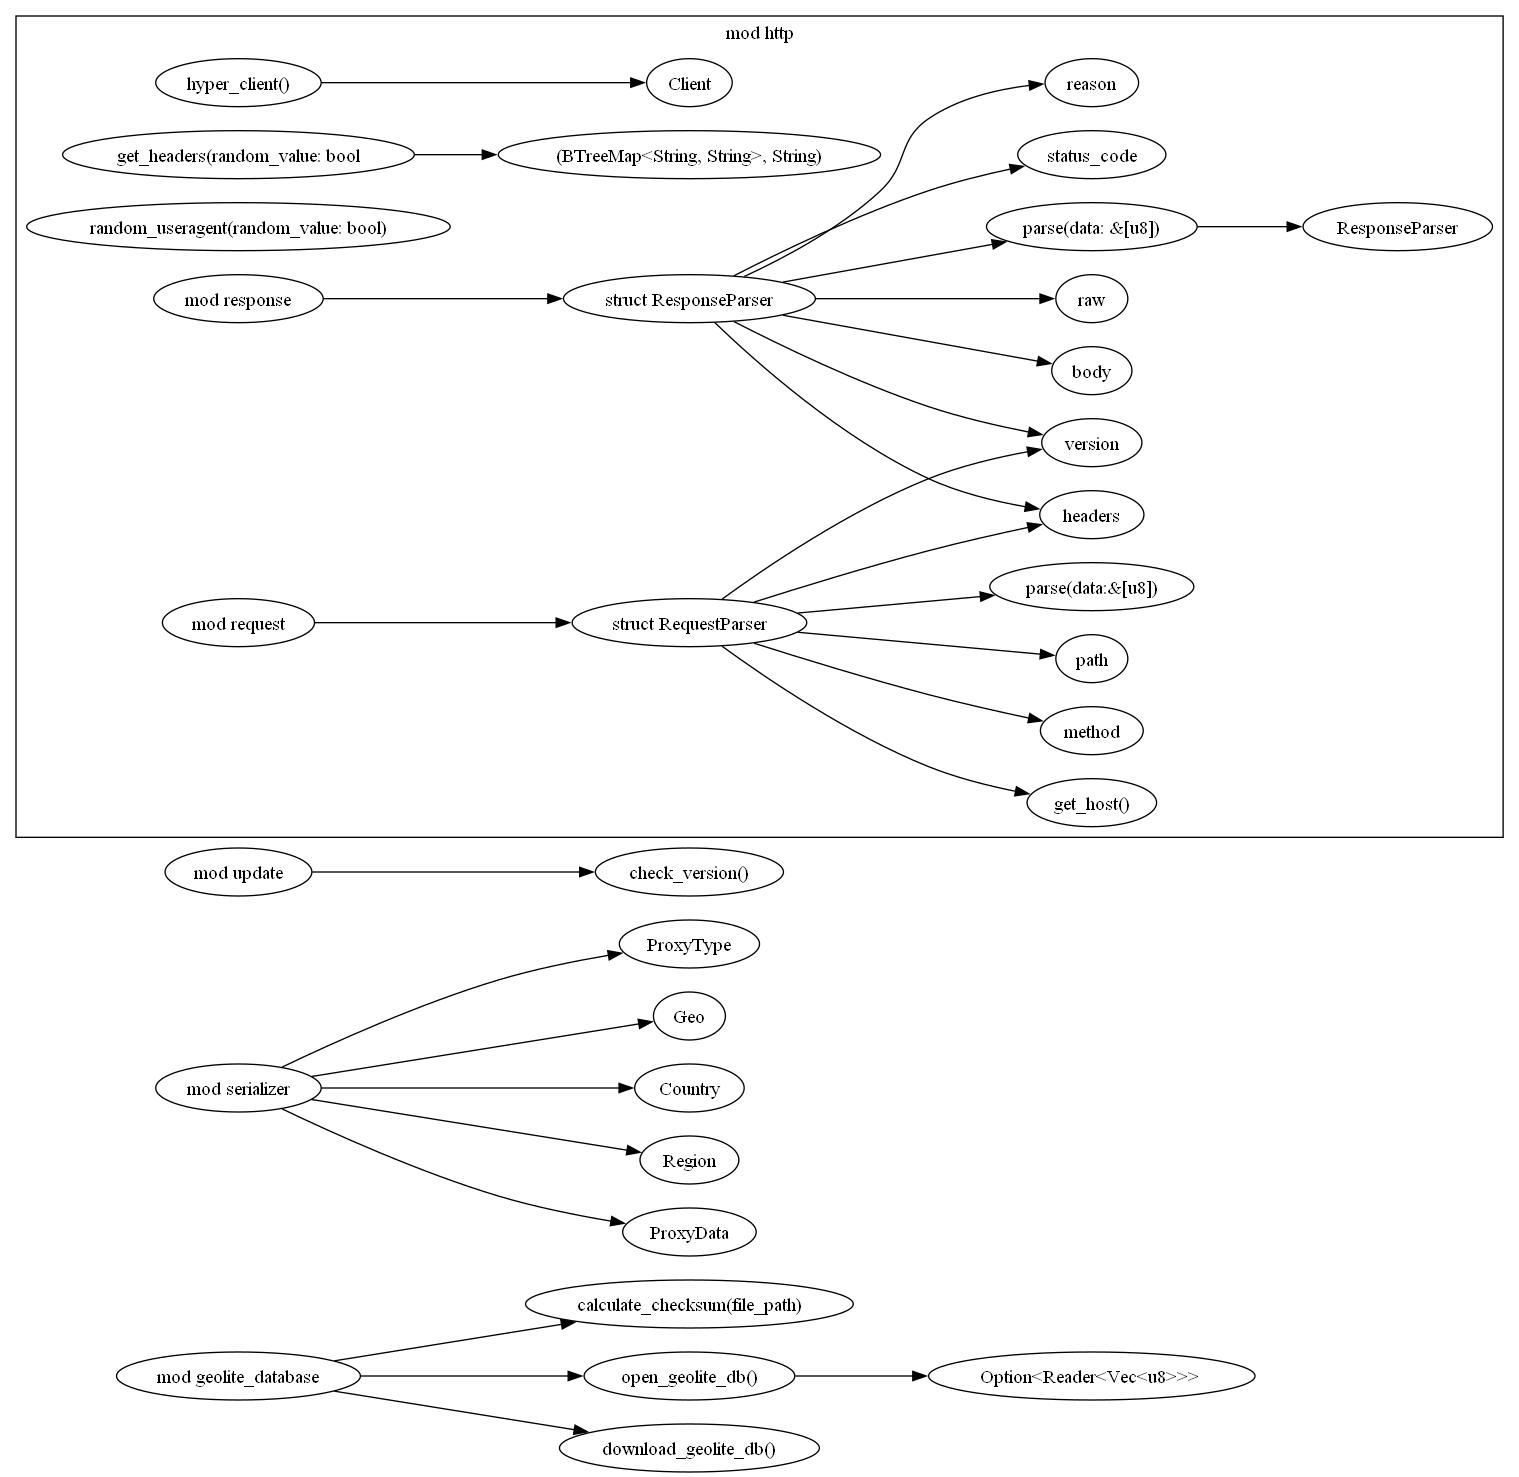 mod http
hyper_client()
Client
reason
get_headers(random_value: bool
(BTreeMap<String, String>, String)
status_code
random_useragent(random_value: bool)
parse(data: &[u8])
ResponseParser
mod response
struct ResponseParser
raw
body
version
headers
parse(data:&[u8])
mod request
struct RequestParser
path
method
get_host()
mod update
check_version()
ProxyType
Geo
mod serializer
Country
Region
ProxyData
calculate_checksum(file_path)
mod geolite_database
open_geolite_db()
Option<Reader<Vec<u8>>>
download_geolite_db()